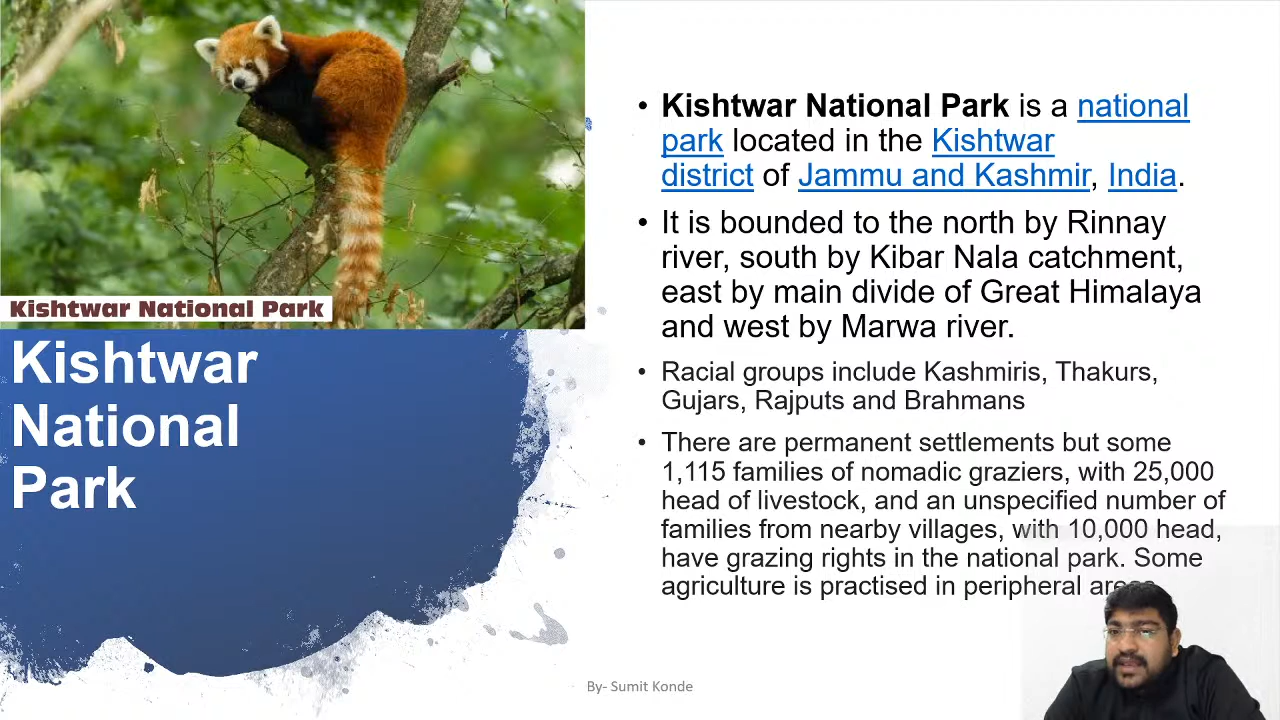 Kishtwar National Park
Kishtwar
National
Park
• Kishtwar National Park is a national
park located in the Kishtwar
district of Jammu and Kashmir, India.
• It is bounded to the north by Rinnay
river, south by Kibar Nala catchment,
east by main divide of Great Himalaya
and west by Marwa river.
• Racial groups include Kashmiris, Thakurs,
Gujars, Rajputs and Brahmans
• There are permanent settlements but some
1,115 families of nomadic graziers, with 25,000
head of livestock, and an unspecified number of
families from nearby villages, with 10,000 head,
have grazing rights in the national park. Some
agriculture is practised in peripheral areas.
By- Sumit Konde